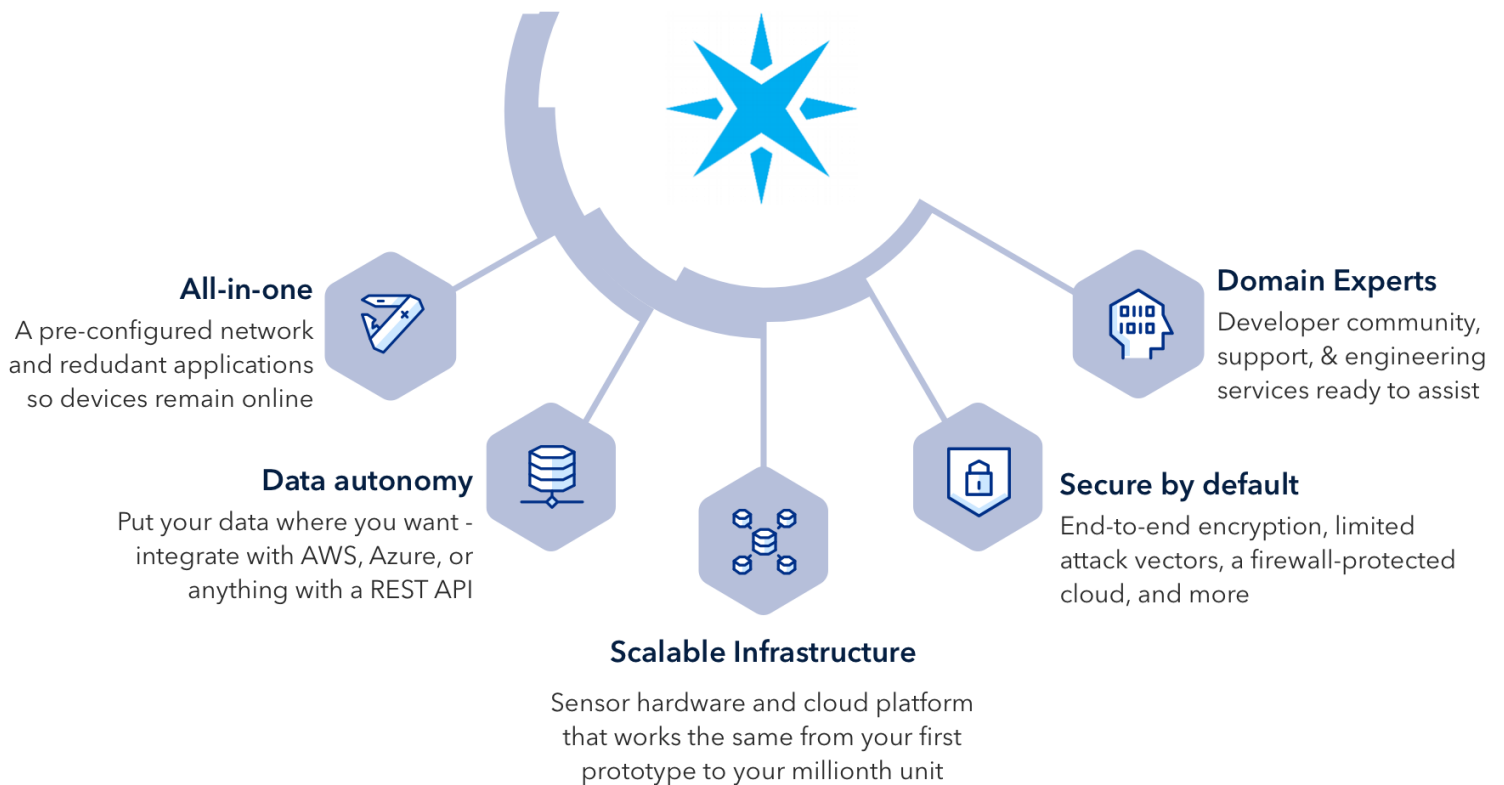 All-in-one
A pre-configured network
and redudant applications
so devices remain online
Data autonomy
Put your data where you want -
integrate with AWS, Azure, or
anything with a REST API
Scalable Infrastructure
Sensor hardware and cloud platform
that works the same from your first
prototype to your millionth unit
Secure by default
End-to-end encryption, limited
attack vectors, a firewall-protected
cloud, and more
Domain Experts
Developer community,
support, & engineering
services ready to assist